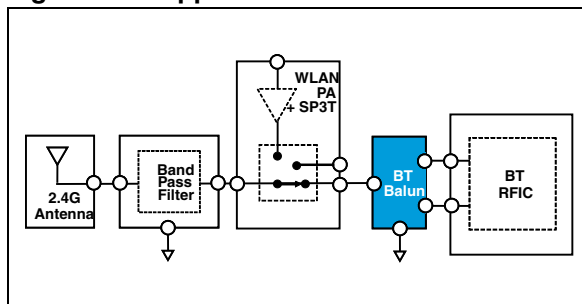 WLAN
PA
+ SP3T
2.4G
Antenna
Band
Pass
Filter
BT
Balun
BT
RFIC